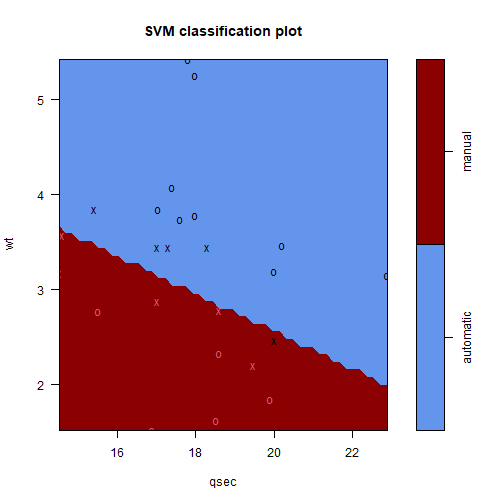 SVM classification plot
5
4
3
2
wt
16 18 20 22
qsec
manual
automatic